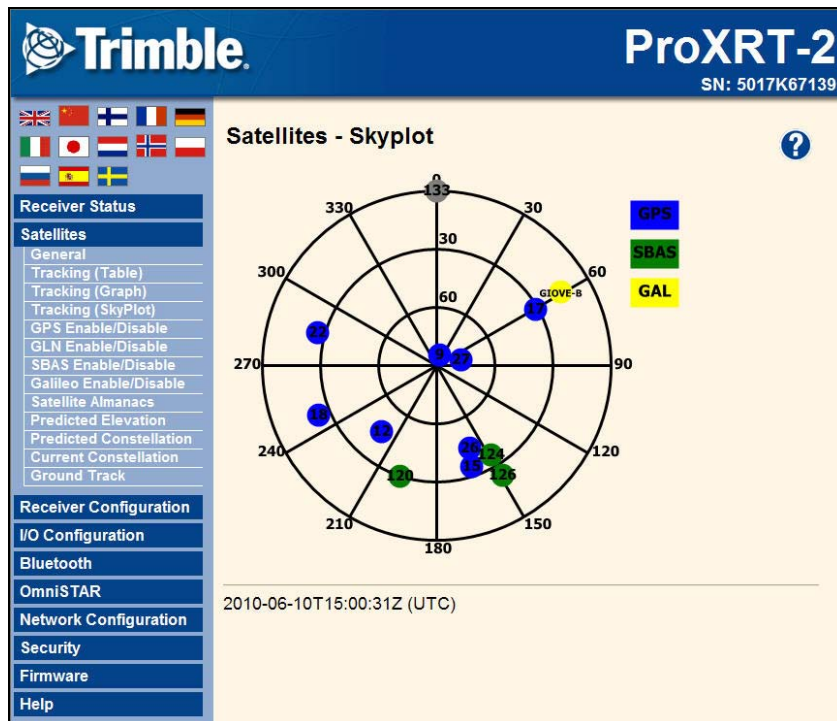 Trimble.
ProXRT-2
SN: 5017K67139
Receiver Status
Satellites
General
Tracking (Table)
Tracking (Graph)
Tracking (SkyPlot)
GPS Enable/Disable
GLN Enable/Disable
SBAS Enable/Disable
Galileo Enable/Disable
Satellite Almanacs
Predicted Elevation
Predicted Constellation
Current Constellation
Ground Track
Receiver Configuration
I/O Configuration
Bluetooth
OmniSTAR
Network Configuration
Security
Firmware
Help
Satellites - Skyplot
?
0
133
330
30
30
300
60
60
GIOVE-B
17
22
9
27
270
90
18
12
26
124
240
120
15
120
126
210
150
180
GPS
SBAS
GAL
2010-06-10T15:00:31Z (UTC)